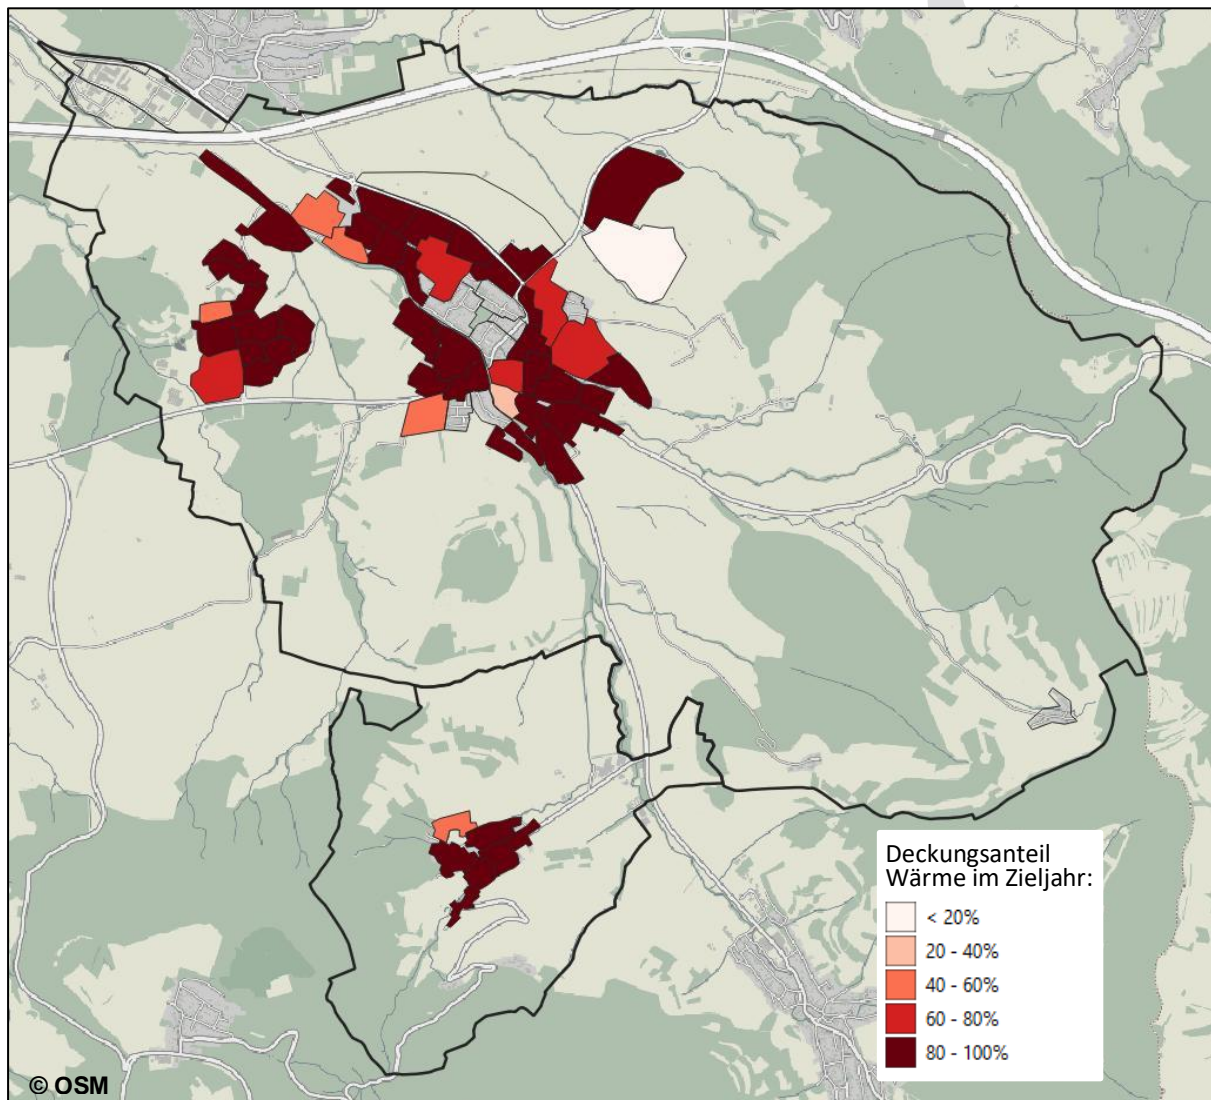 Deckungsanteil
Wärme im Zieljahr:
< 20%
20 - 40%
40 - 60%
60 - 80%
80 - 100%
© OSM